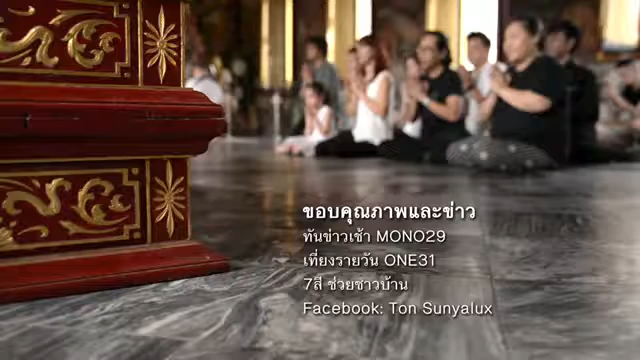 ขอบคุณภาพและข่าว
ทันข่าวเช้า MONO29
เที่ยงรายวัน ONE31
7สี ช่วยชาวบ้าน
Facebook: Ton Sunyalux